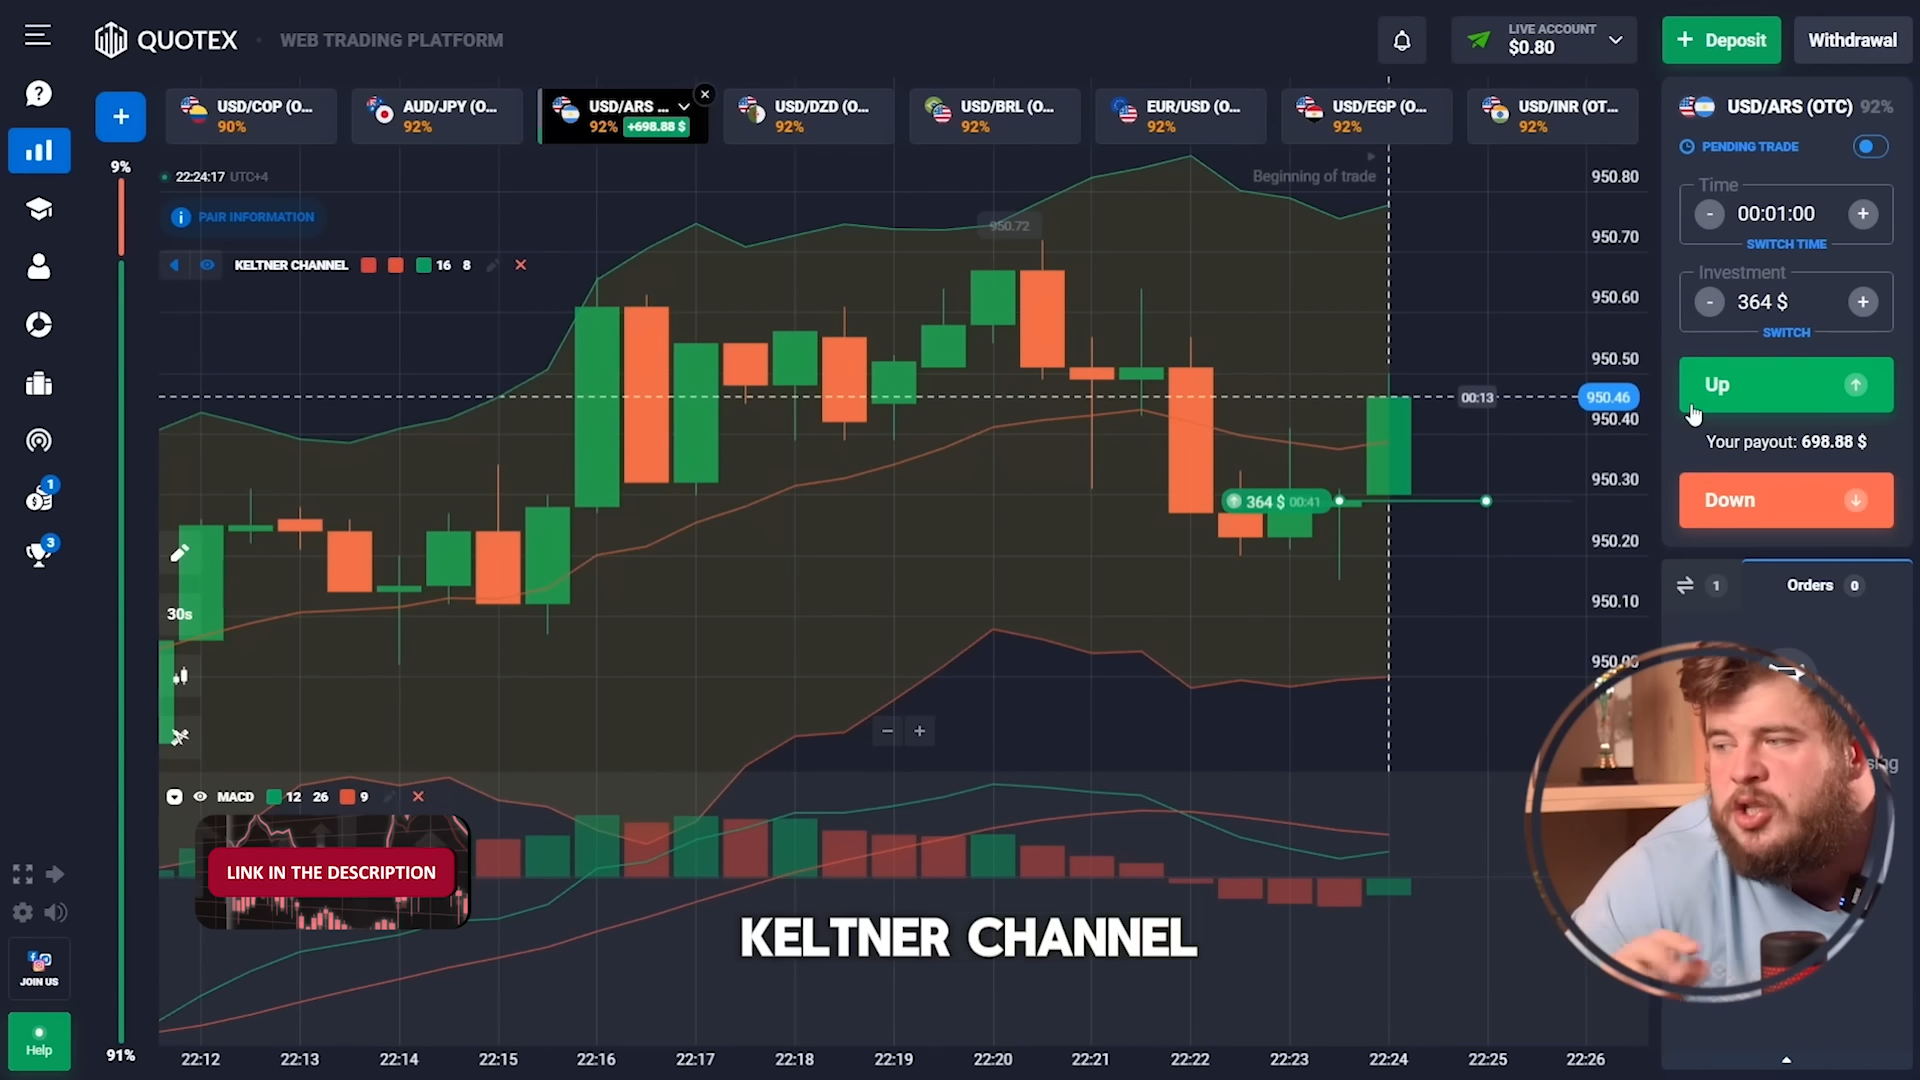 QUOTEX
WEB TRADING PLATFORM
LIVE ACCOUNT
$0.80
+ Deposit
Withdrawal
USD/COP (O...
90%
AUD/JPY (O...
92%
USD/ARS ...
92% +698.88 $
USD/DZD (O...
92%
USD/BRL (O...
92%
EUR/USD (O...
92%
USD/EGP (O...
92%
USD/INR (OT...
92%
USD/ARS (OTC) 92%
PENDING TRADE
Time
- 00:01:00 +
SWITCH TIME
Investment
- 364 $ +
SWITCH
Up
Your payout: 698.88 $
Down
1
Orders 0
9%
22:24:17 UTC+4
PAIR INFORMATION
KELTNER CHANNEL 16 8
Beginning of trade
950.72
950.80
950.70
950.60
950.50
00:13
950.46
950.40
950.30
364 $ 00:41
950.20
950.10
30s
1
3
MACD 12 26 9
LINK IN THE DESCRIPTION
KELTNER CHANNEL
JOIN US
Help
91%
22:12 22:13 22:14 22:15 22:16 22:17 22:18 22:19 22:20 22:21 22:22 22:23 22:24 22:25 22:26